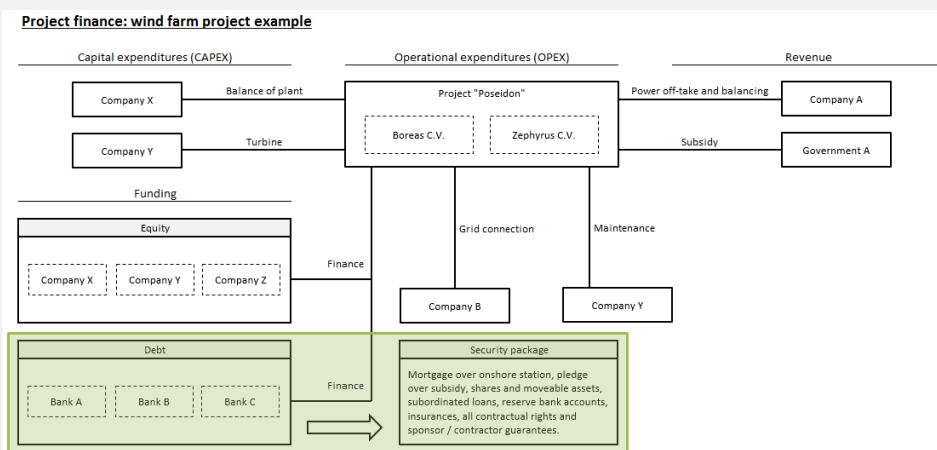 Project finance: wind farm project example
Capital expenditures (CAPEX)
Operational expenditures (OPEX)
Revenue
Company X
Balance of plant
Project "Poseidon"
Power off-take and balancing
Company A
Boreas C.V.
Zephyrus C.V.
Company Y
Turbine
Subsidy
Government A
Funding
Equity
Grid connection
Maintenance
Company X
Company Y
Company Z
Finance
Company B
Company Y
Debt
Security package
Bank A
Bank B
Bank C
Finance
Mortgage over onshore station, pledge
over subsidy, shares and moveable assets,
subordinated loans, reserve bank accounts,
insurances, all contractual rights and
sponsor / contractor guarantees.